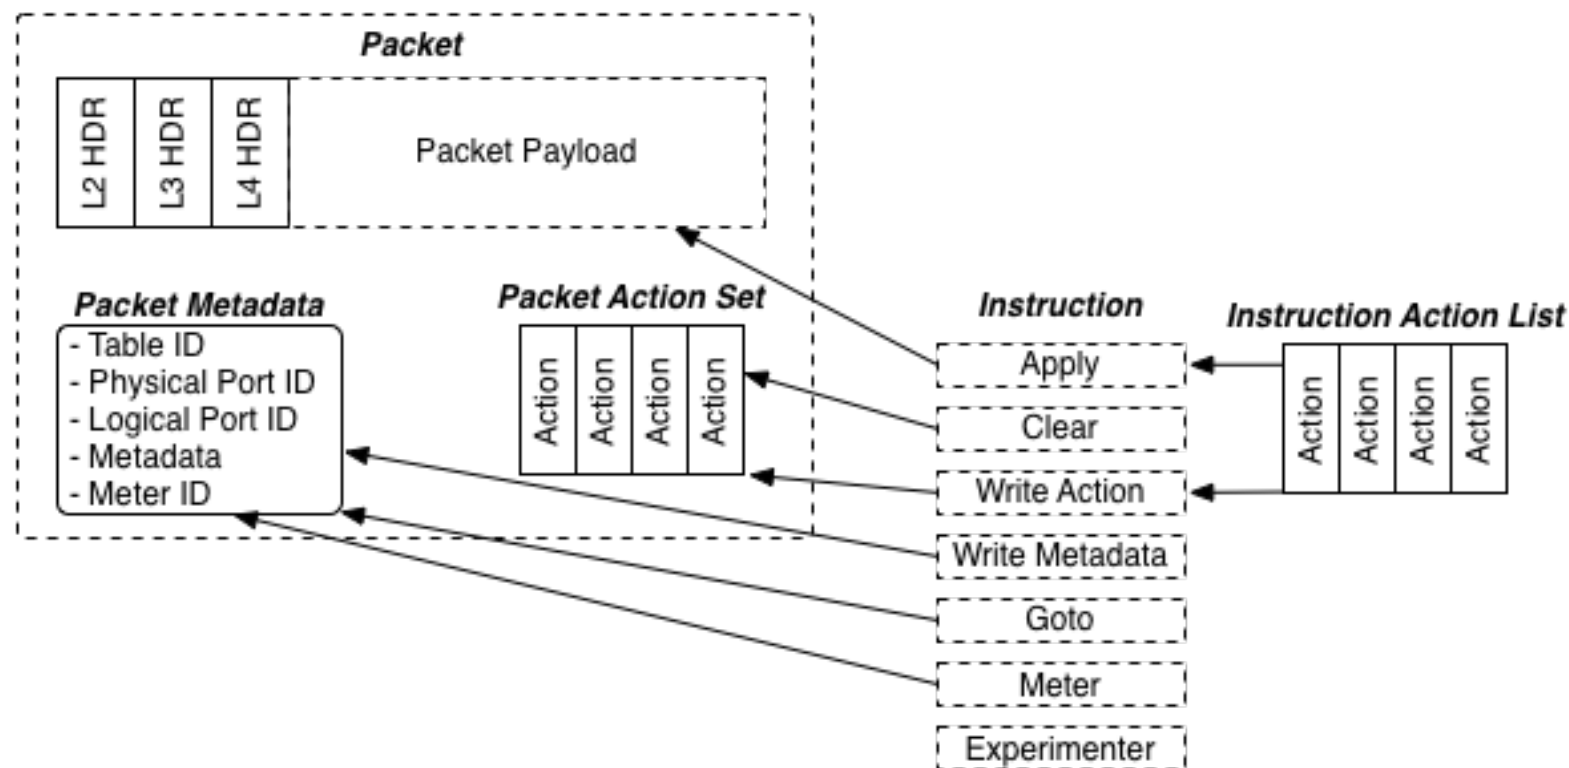 Packet
L2 HDR
L3 HDR
L4 HDR
Packet Payload
Packet Metadata
- Table ID
- Physical Port ID
- Logical Port ID
- Metadata
- Meter ID
Packet Action Set
Action
Action
Action
Action
Instruction
Apply
Clear
Write Action
Write Metadata
Goto
Meter
Experimenter
Instruction Action List
Action
Action
Action
Action